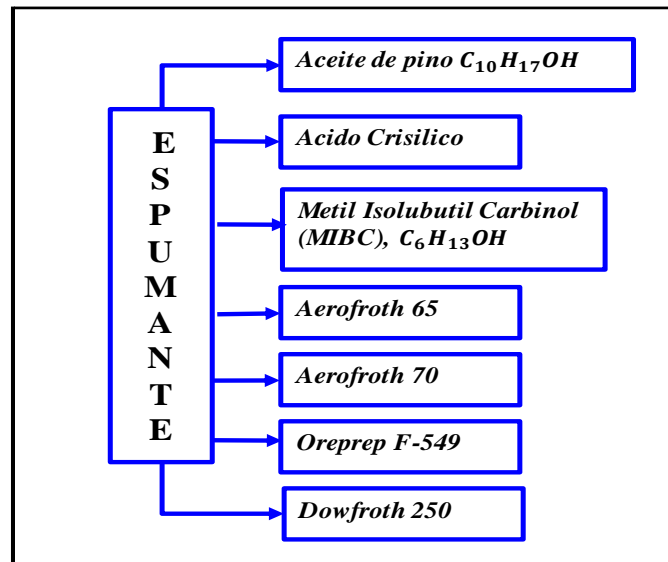 ESPUMANTE
Aceite de pino C₁₀H₁₇OH
Acido Crisilico
Metil Isolubutil Carbinol
(MIBC), C₆H₁₃OH
Aerofroth 65
Aerofroth 70
Oreprep F-549
Dowfroth 250